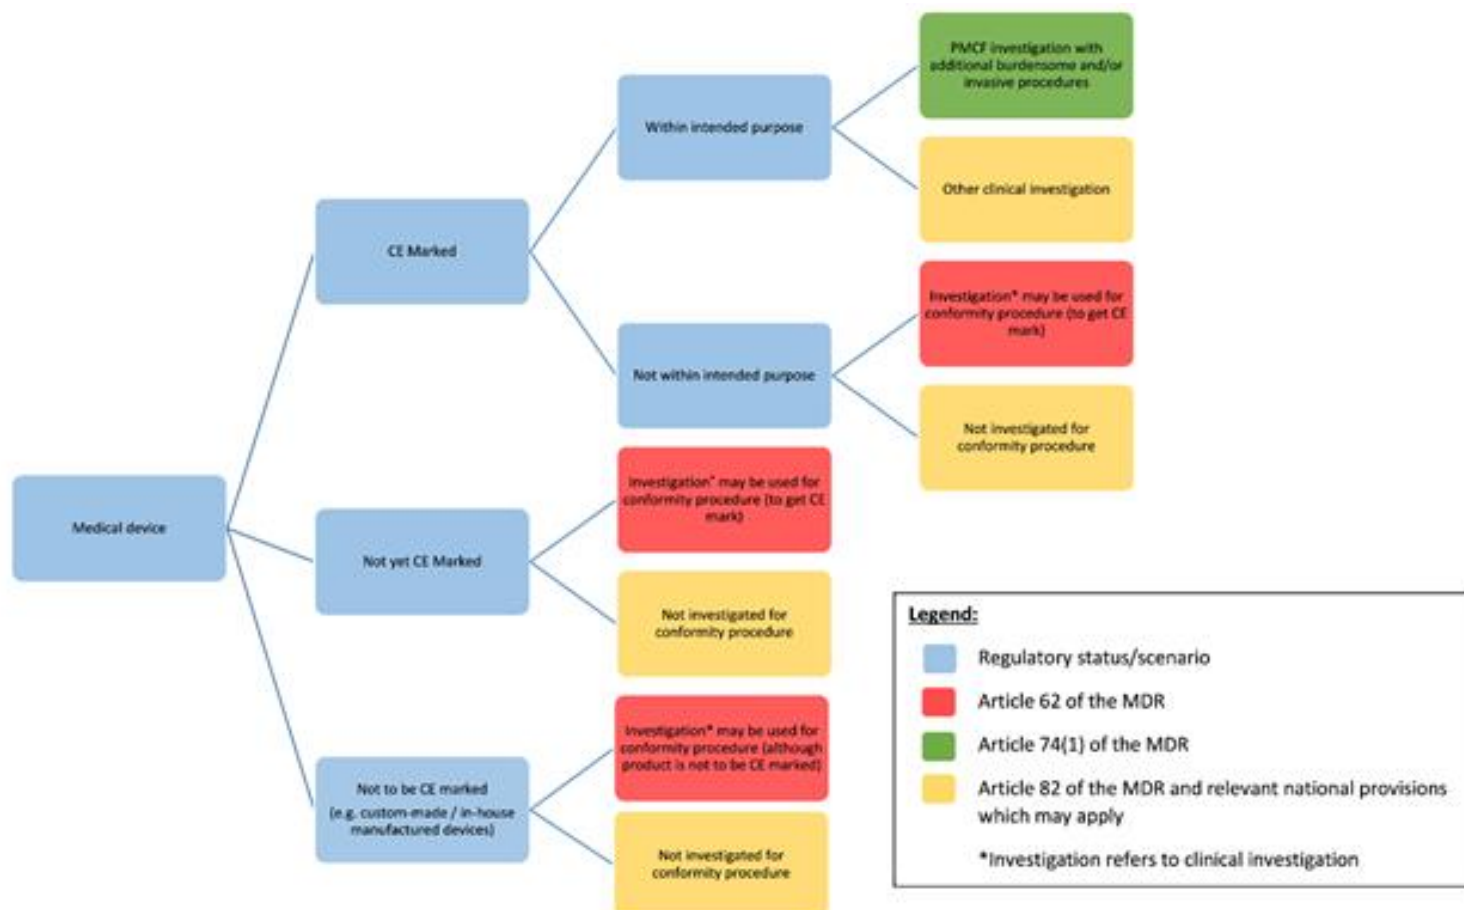 PMCF investigation with
additional burdensome and/or
invasive procedures
Within intended purpose
Other clinical investigation
CE Marked
Investigation* may be used for
conformity procedure (to get CE
mark)
Not within intended purpose
Not investigated for
conformity procedure
Medical device
Investigation* may be used for
conformity procedure (to get CE
mark)
Not yet CE Marked
Not investigated for
conformity procedure
Investigation* may be used for
conformity procedure (although
product is not to be CE marked)
Not to be CE marked
(e.g. custom-made / in-house
manufactured devices)
Not investigated for
conformity procedure
Legend:
Regulatory status/scenario
Article 62 of the MDR
Article 74(1) of the MDR
Article 82 of the MDR and relevant national provisions
which may apply
*Investigation refers to clinical investigation